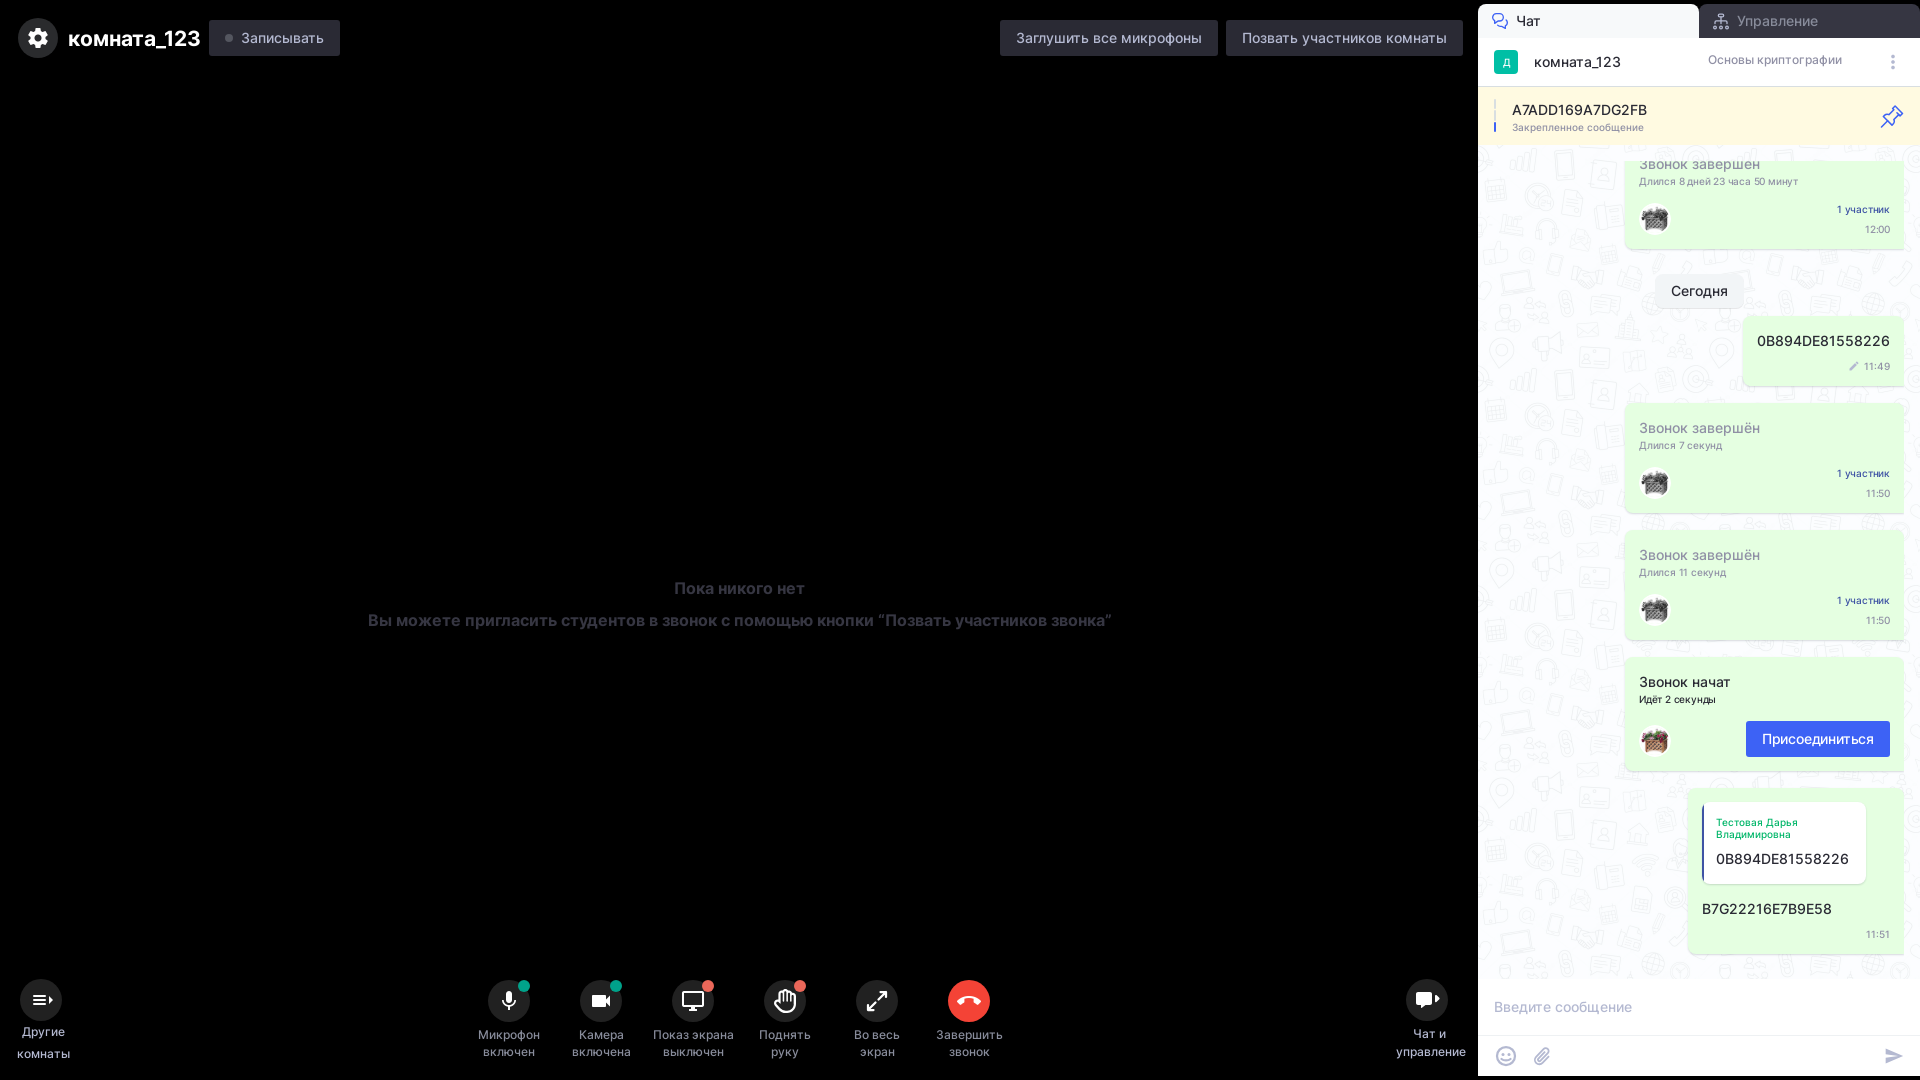 комната_123
Записывать
Заглушить все микрофоны
Позвать участников комнаты
Чат
Управление
Д
комната_123
Основы криптографии
A7ADD169A7DG2FB
Закрепленное сообщение
Звонок завершён
Длился 8 дней 23 часа 50 минут
1 участник
12:00
Сегодня
0B894DE81558226
11:49
Звонок завершён
Длился 7 секунд
1 участник
11:50
Звонок завершён
Длился 11 секунд
1 участник
11:50
Звонок начат
Идёт 2 секунды
Присоединиться
Тестовая Дарья
Владимировна
0B894DE81558226
B7G22216E7B9E58
11:51
Пока никого нет
Вы можете пригласить студентов в звонок с помощью кнопки “Позвать участников звонка”
Другие
комнаты
Микрофон
включен
Камера
включена
Показ экрана
выключен
Поднять
руку
Во весь
экран
Завершить
звонок
Чат и
управление
Введите сообщение